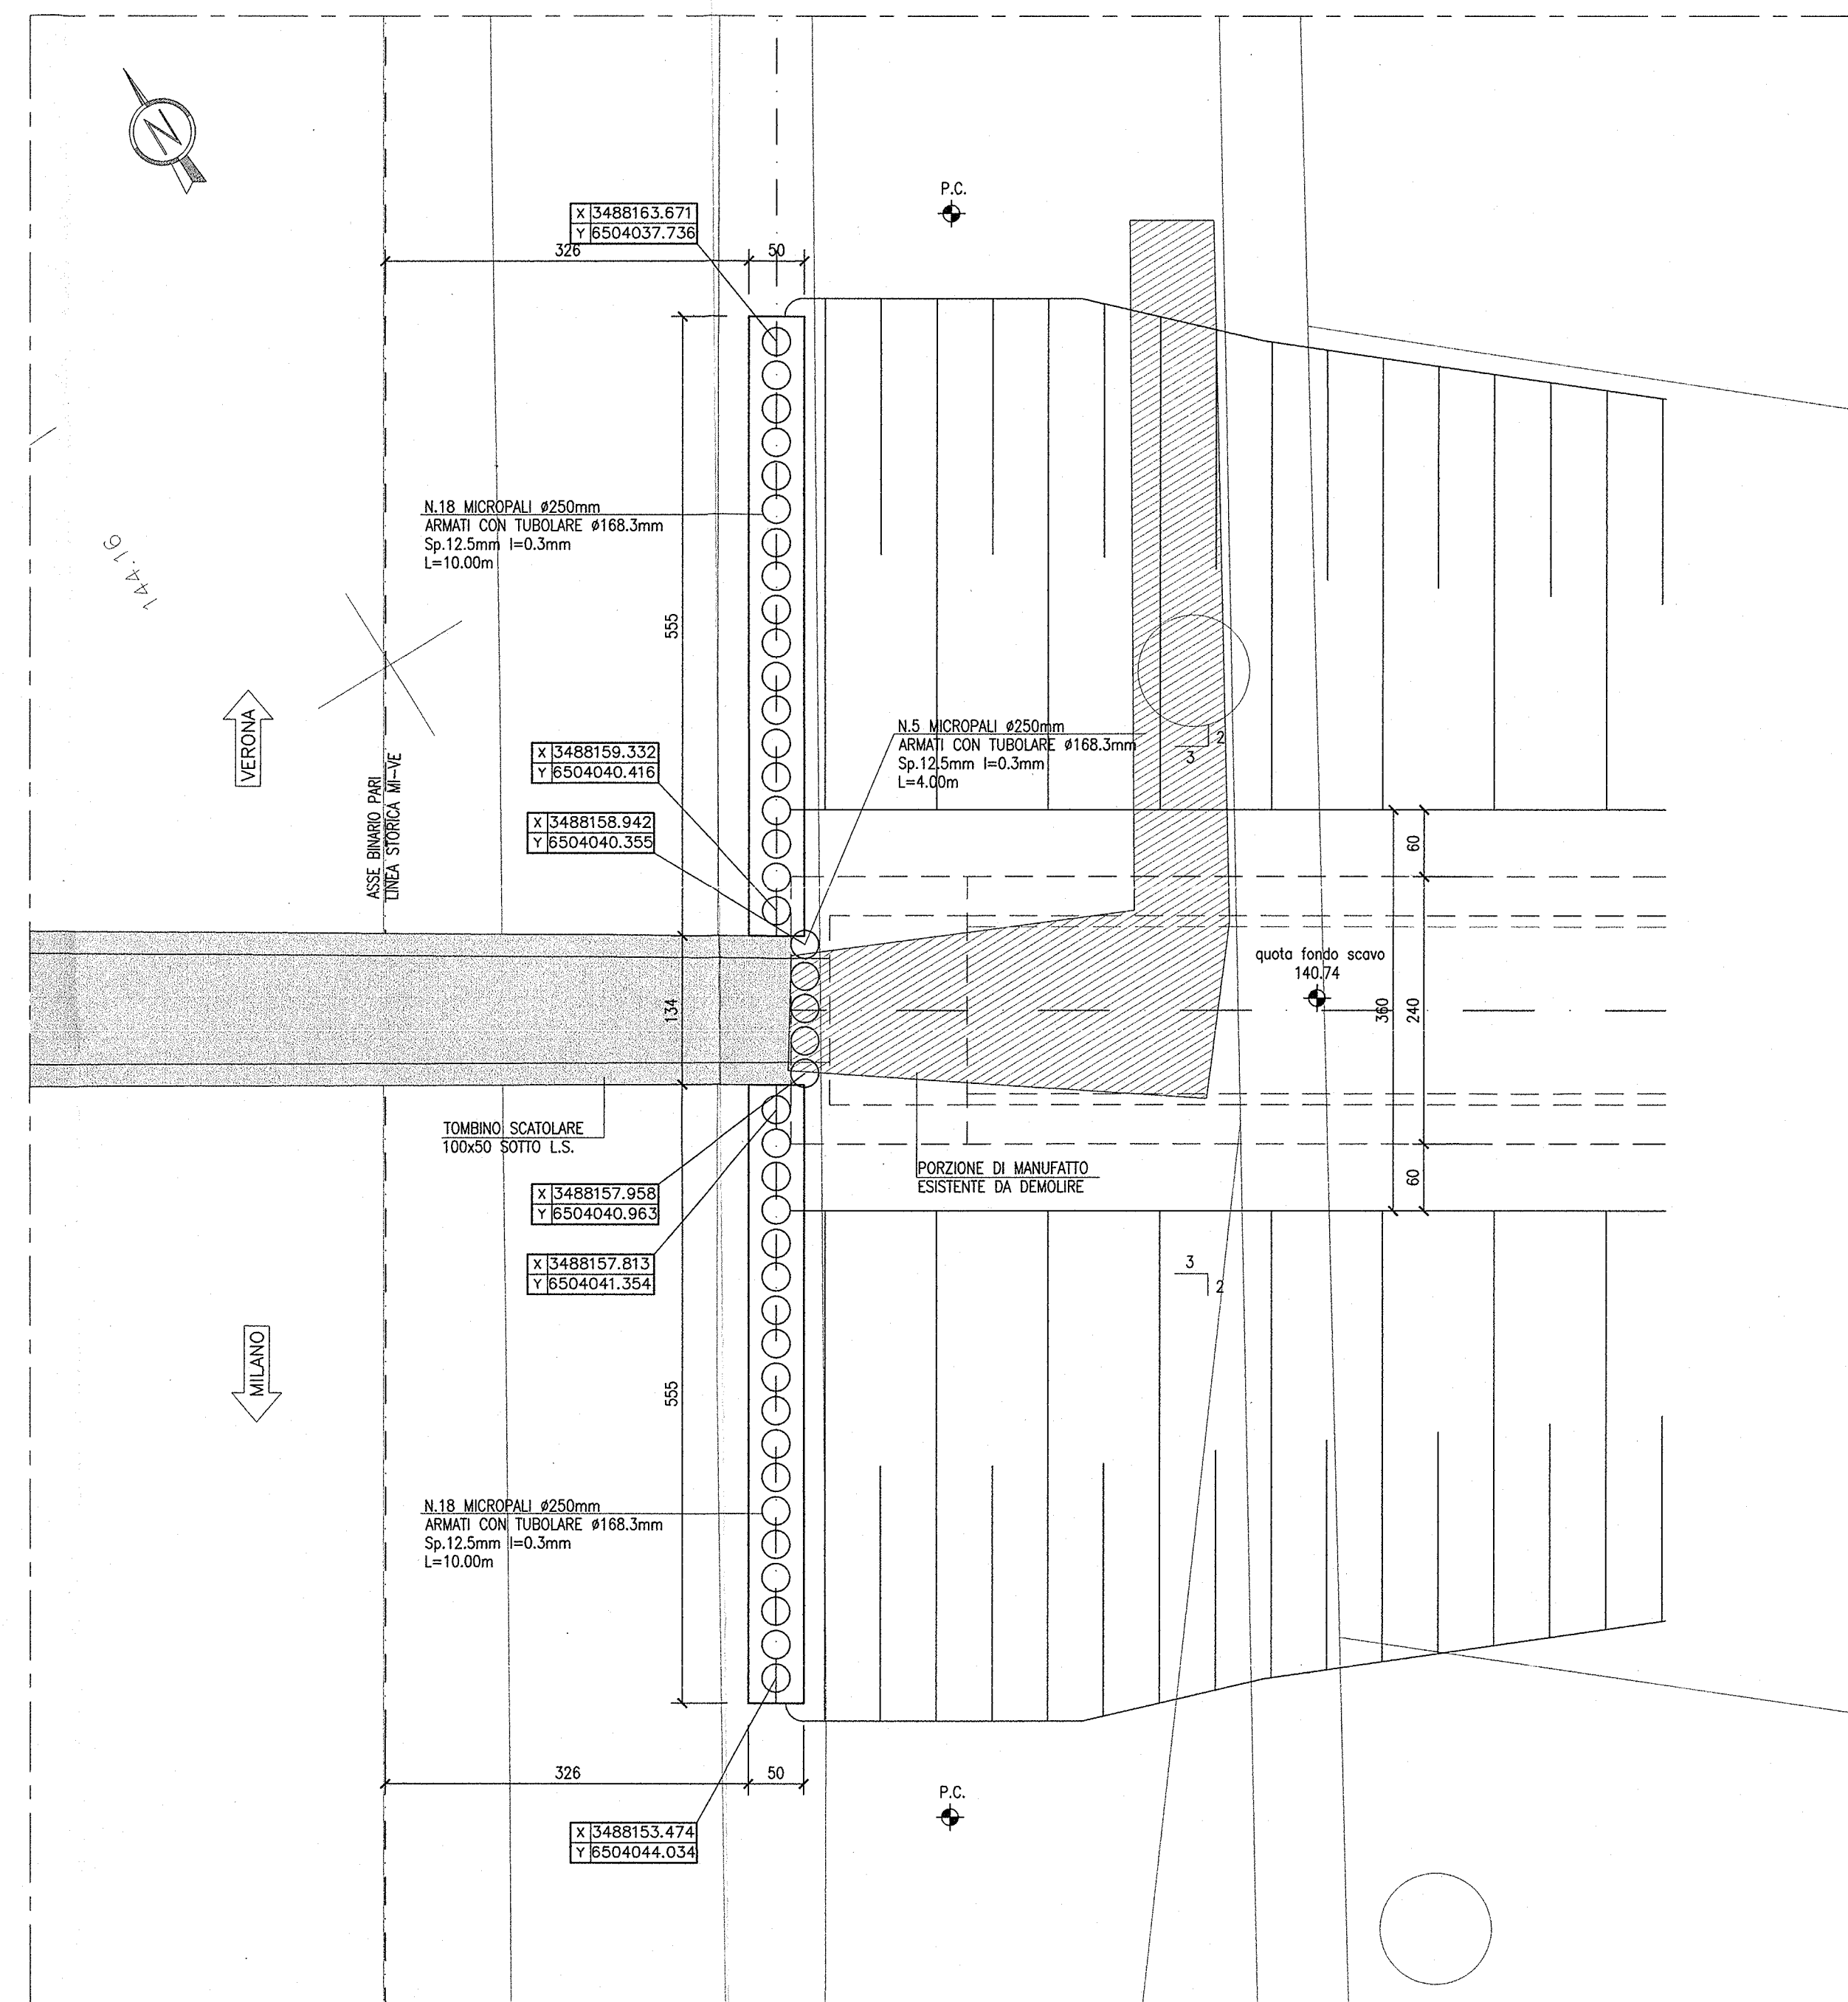 N
P.C.
X 3488163.671
Y 6504037.736
326
50
N.18 MICROPALI ø250mm
ARMATI CON TUBOLARE ø168.3mm
Sp.12.5mm I=0.3mm
L=10.00m
144.16
555
VERONA
N.5 MICROPALI ø250mm
ARMATI CON TUBOLARE ø168.3mm
Sp.12.5mm I=0.3mm
L=4.00m
2
3
X 3488159.332
Y 6504040.416
ASSE BINARIO PARI
LINEA STORICA MI-VE
X 3488158.942
Y 6504040.355
60
quota fondo scavo
140.74
134
360
240
TOMBINO SCATOLARE
100x50 SOTTO L.S.
PORZIONE DI MANUFATTO
ESISTENTE DA DEMOLIRE
60
X 3488157.958
Y 6504040.963
X 3488157.813
Y 6504041.354
3
2
MILANO
555
N.18 MICROPALI ø250mm
ARMATI CON TUBOLARE ø168.3mm
Sp.12.5mm I=0.3mm
L=10.00m
326
50
P.C.
X 3488153.474
Y 6504044.034